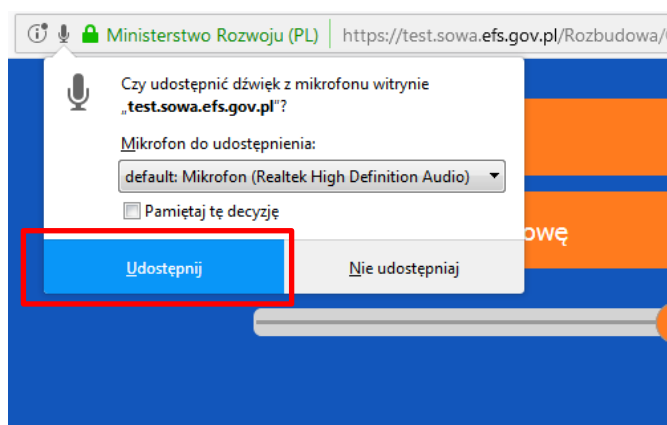 Ministerstwo Rozwoju (PL) https://test.sowa.efs.gov.pl/Rozbudowa/
Czy udostępnić dźwięk z mikrofonu witrynie
„test.sowa.efs.gov.pl”?
Mikrofon do udostępnienia:
default: Mikrofon (Realtek High Definition Audio)
Pamiętaj tę decyzję
owę
Udostępnij Nie udostępniaj